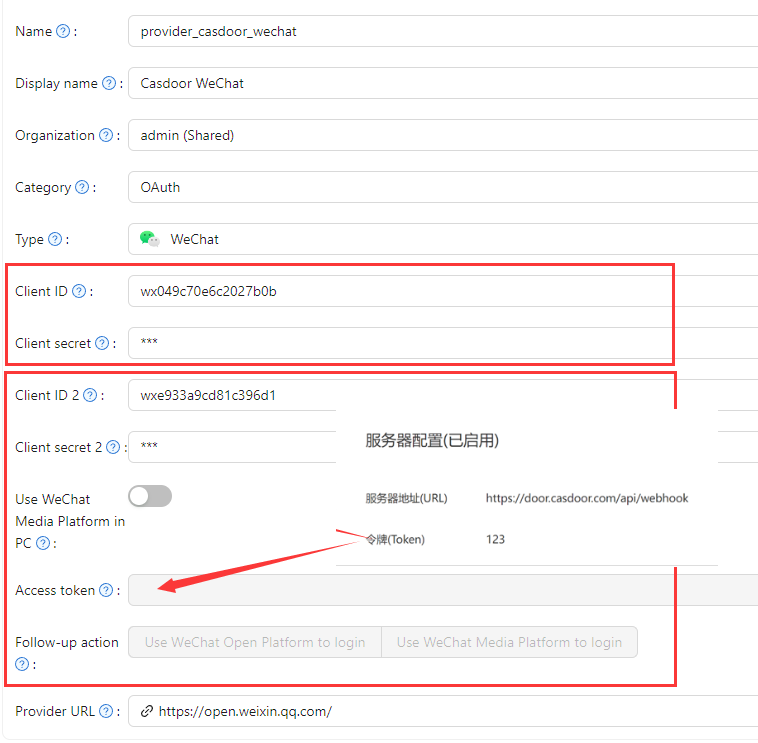 Name ? : provider_casdoor_wechat
Display name ? : Casdoor WeChat
Organization ? : admin (Shared)
Category ? : OAuth
Type ? : WeChat
Client ID ? : wx049c70e6c2027b0b
Client secret ? : ***
Client ID 2 ? : wxe933a9cd81c396d1
服务器配置(已启用)
Client secret 2 ? : ***
Use WeChat
服务器地址(URL) https://door.casdoor.com/api/webhook
Media Platform in
PC ? :
令牌(Token) 123
Access token ? :
Follow-up action
? :
Use WeChat Open Platform to login Use WeChat Media Platform to login
Provider URL ? : https://open.weixin.qq.com/